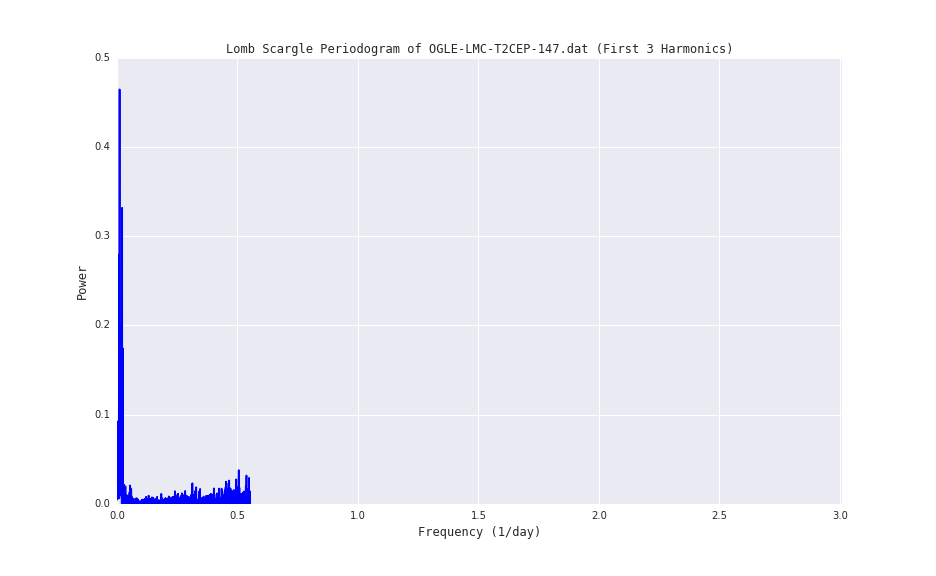 Lomb Scargle Periodogram of OGLE-LMC-T2CEP-147.dat (First 3 Harmonics)
0.5
0.4
0.3
0.2
0.1
0.0
Power
0.0 0.5 1.0 1.5 2.0 2.5 3.0
Frequency (1/day)